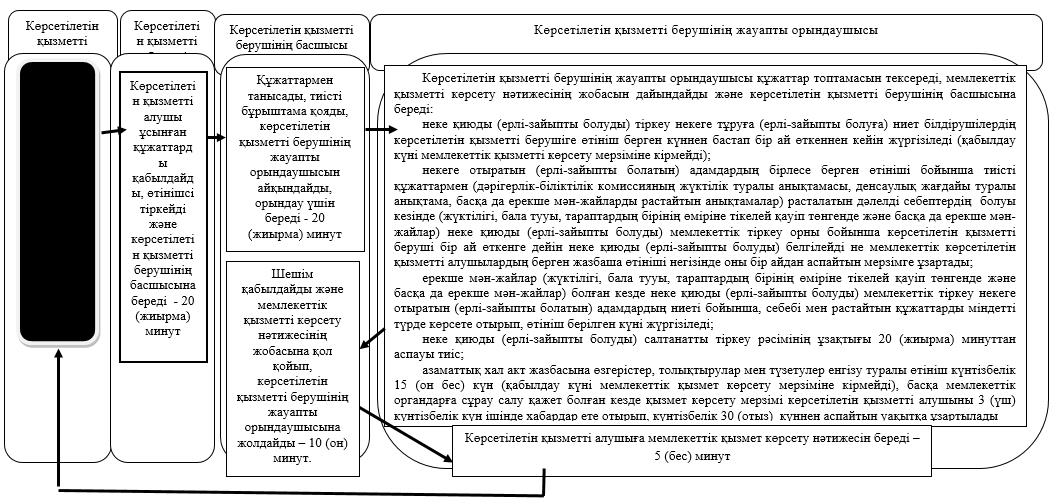 Көрсетілетін
қызметті
Көрсетілеті
н қызметті
Көрсетілетін қызметті
берушінің басшысы
Көрсетілетін қызметті берушінің жауапты орындаушысы
Көрсетілеті
н қызметті
алушы
ұсынған
құжаттард
ы
қабылдайд
ы, өтінішсі
тіркейді
және
көрсетілеті
н қызметті
берушінің
басшысына
береді - 20
(жиырма)
минут
Құжаттармен
танысады, тиісті
бұрыштама қояды,
көрсетілетін
қызметті берушінің
жауапты
орындаушысын
айқындайды,
орындау үшін
береді - 20
(жиырма) минут
Шешім
қабылдайды және
мемлекеттік
қызметті көрсету
нәтижесінің
жобасына қол
қойып,
көрсетілетін
қызметті берушінің
жауапты
орындаушысына
жолдайды – 10 (он)
минут.
Көрсетілетін қызметті берушінің жауапты орындаушысы құжаттар топтамасын тексереді, мемлекеттік
қызметті көрсету нәтижесінің жобасын дайындайды және көрсетілетін қызметті берушінің басшысына
береді:
неке қиюды (ерлі-зайыпты болуды) тіркеу некеге тұруға (ерлі-зайыпты болуға) ниет білдірушілердің
көрсетілетін қызметті берушіге өтініш берген күннен бастап бір ай өткеннен кейін жүргізіледі (қабылдау
күні мемлекеттік қызметті көрсету мерзіміне кірмейді);
некеге отыратын (ерлі-зайыпты болатын) адамдардың бірлесе берген өтініші бойынша тиісті
құжаттармен (дәрігерлік-біліктілік комиссияның жүктілік туралы анықтамасы, денсаулық жағдайы туралы
анықтама, басқа да ерекше мән-жайларды растайтын анықтамалар) расталатын дәлелді себептердің болуы
кезінде (жүктілігі, бала тууы, тараптардың бірінің өміріне тікелей қауіп төнгенде және басқа да ерекше мән-
жайлар) неке қиюды (ерлі-зайыпты болуды) мемлекеттік тіркеу орны бойынша көрсетілетін қызметті
беруші бір ай өткенге дейін неке қиюды (ерлі-зайыпты болуды) белгілейді не мемлекеттік көрсетілетін
қызметті алушылардың берген жазбаша өтініші негізінде оны бір айдан аспайтын мерзімге ұзартады;
ерекше мән-жайлар (жүктілігі, бала тууы, тараптардың бірінің өміріне тікелей қауіп төнгенде және
басқа да ерекше мән-жайлар) болған кезде неке қиюды (ерлі-зайыпты болуды) мемлекеттік тіркеу некеге
отыратын (ерлі-зайыпты болатын) адамдардың ниеті бойынша, себебі мен растайтын құжаттарды міндетті
түрде көрсете отырып, өтініш берілген күні жүргізіледі;
неке қиюды (ерлі-зайыпты болуды) салтанатты тіркеу рәсімінің ұзақтығы 20 (жиырма) минуттан
аспауы тиіс;
азаматтық хал акт жазбасына өзгерістер, толықтырулар мен түзетулер енгізу туралы өтініш күнтізбелік
15 (он бес) күн (қабылдау күні мемлекеттік қызмет көрсету мерзіміне кірмейді), басқа мемлекеттік
органдарға сұрау салу қажет болған кезде қызмет көрсету мерзімі көрсетілетін қызметті алушыны 3 (үш)
күнтізбелік күн ішінде хабардар ете отырып, күнтізбелік 30 (отыз) күннен аспайтын уақытқа ұзартылады
Көрсетілетін қызметті алушыға мемлекеттік қызмет көрсету нәтижесін береді –
5 (бес) минут